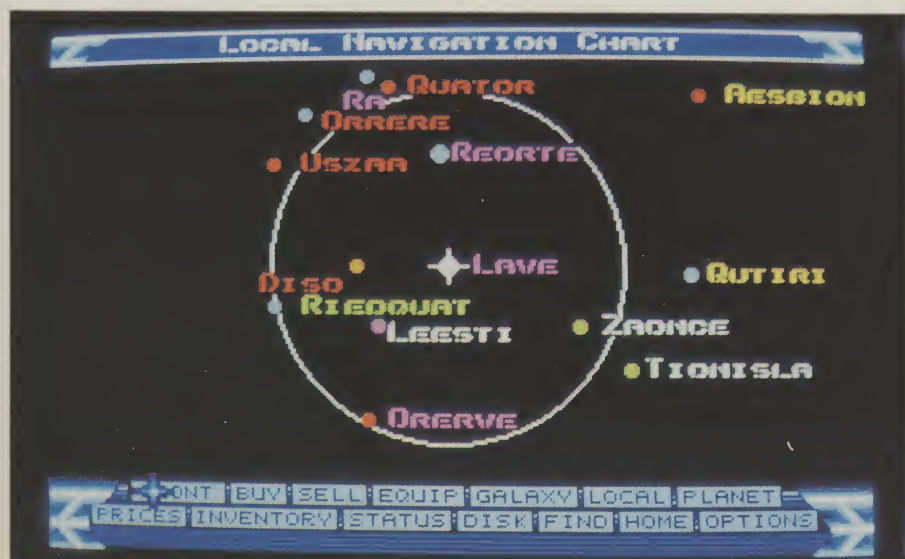 LOCAL NAVIGATION CHART
QUATOR
AESBION
RA
ORRERE
REORTE
USZAA
LAVE
QUTIRI
DISO
RIEDQUAT
LEESTI
ZAONCE
TIONISLA
ORERVE
BUY SELL EQUIP GALAXY LOCAL PLANET
PRICES INVENTORY STATUS DISK FIND HOME OPTIONS